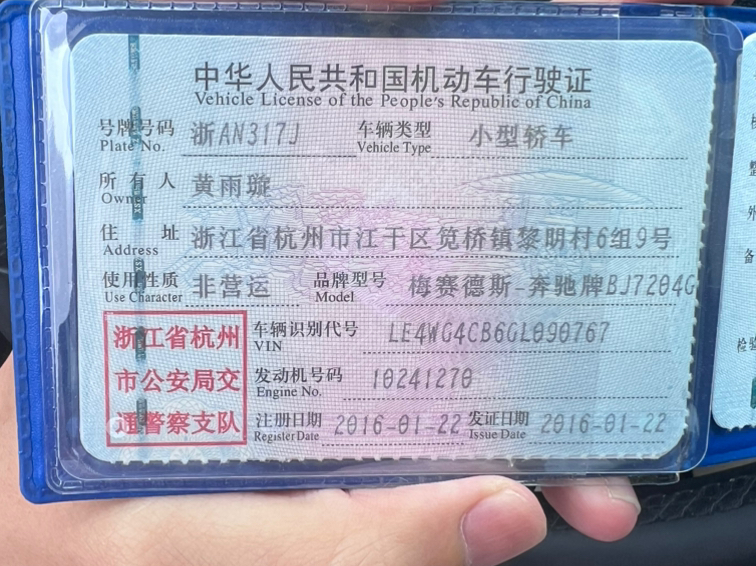 中华人民共和国机动车行驶证
Vehicle License of the People's Republic of China
号牌号码 浙AN317J 车辆类型 小型轿车
Plate No. Vehicle Type
所有人 黄雨璇
Owner
住址 浙江省杭州市江干区笕桥镇黎明村6组9号
Address
使用性质 非营运 品牌型号 梅赛德斯-奔驰牌BJ7204G
Use Character Model
浙江省杭州 车辆识别代号 LE4WG4CB6GL090767
VIN
市公安局交 发动机号码 10241270
Engine No.
通警察支队 注册日期 2016-01-22 发证日期 2016-01-22
Register Date Issue Date
检验